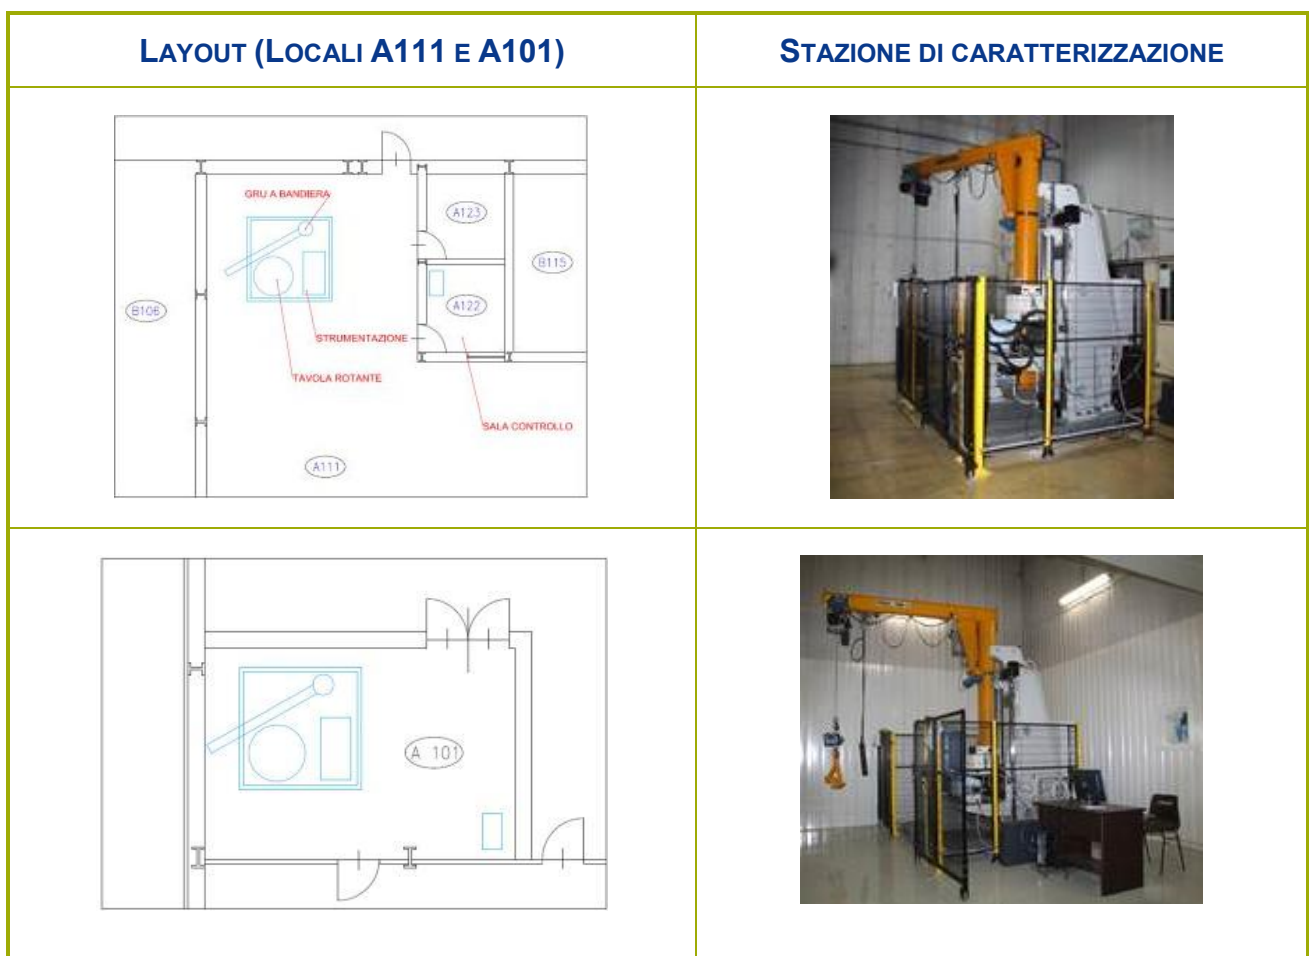 LAYOUT (LOCALI A111 E A101)
STAZIONE DI CARATTERIZZAZIONE
GRU A BANDIERA
A123
B115
B106
A122
STRUMENTAZIONE
TAVOLA ROTANTE
SALA CONTROLLO
A111
A 101